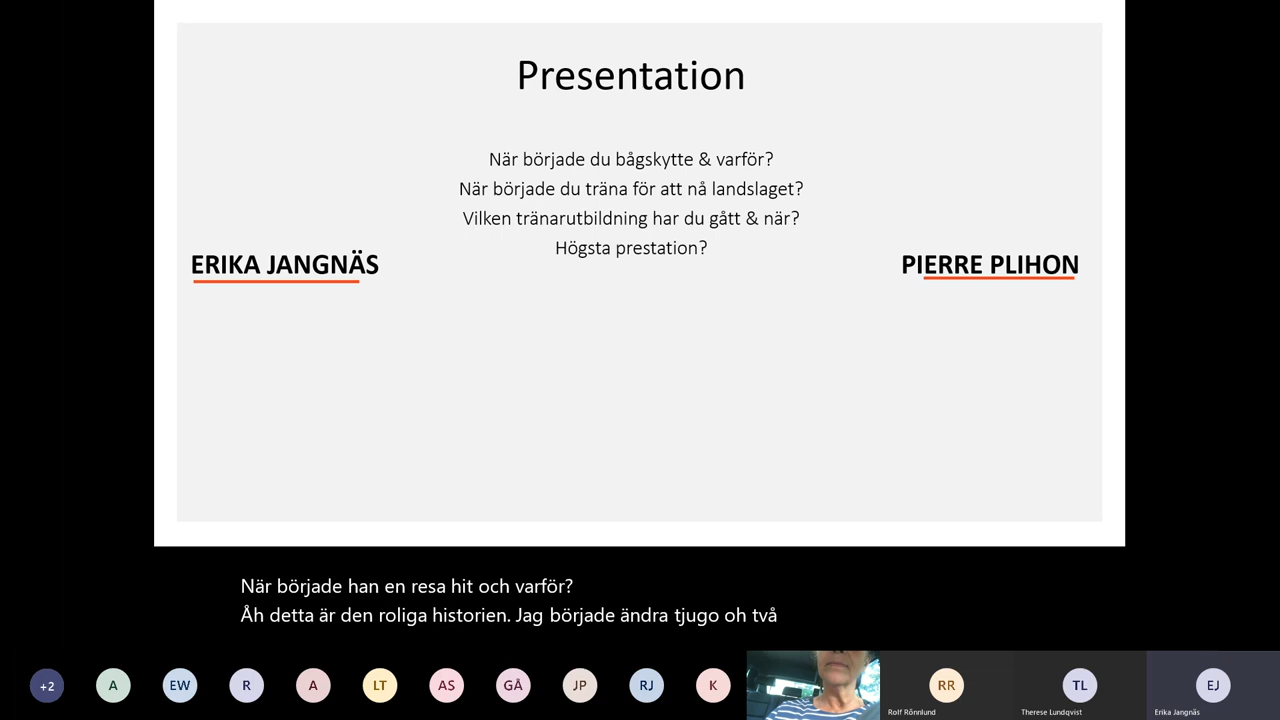 Presentation
När började du bågskytte & varför?
När började du träna för att nå landslaget?
Vilken tränarutbildning har du gått & när?
Högsta prestation?
ERIKA JANGNÄS
PIERRE PLIHON
När började han en resa hit och varför?
Åh detta är den roliga historien. Jag började ändra tjugo oh två
+2 A EW R A LT AS GÅ JP RJ K RR TL EJ
Rolf Rönnlund Therese Lundqvist Erika Jangnäs